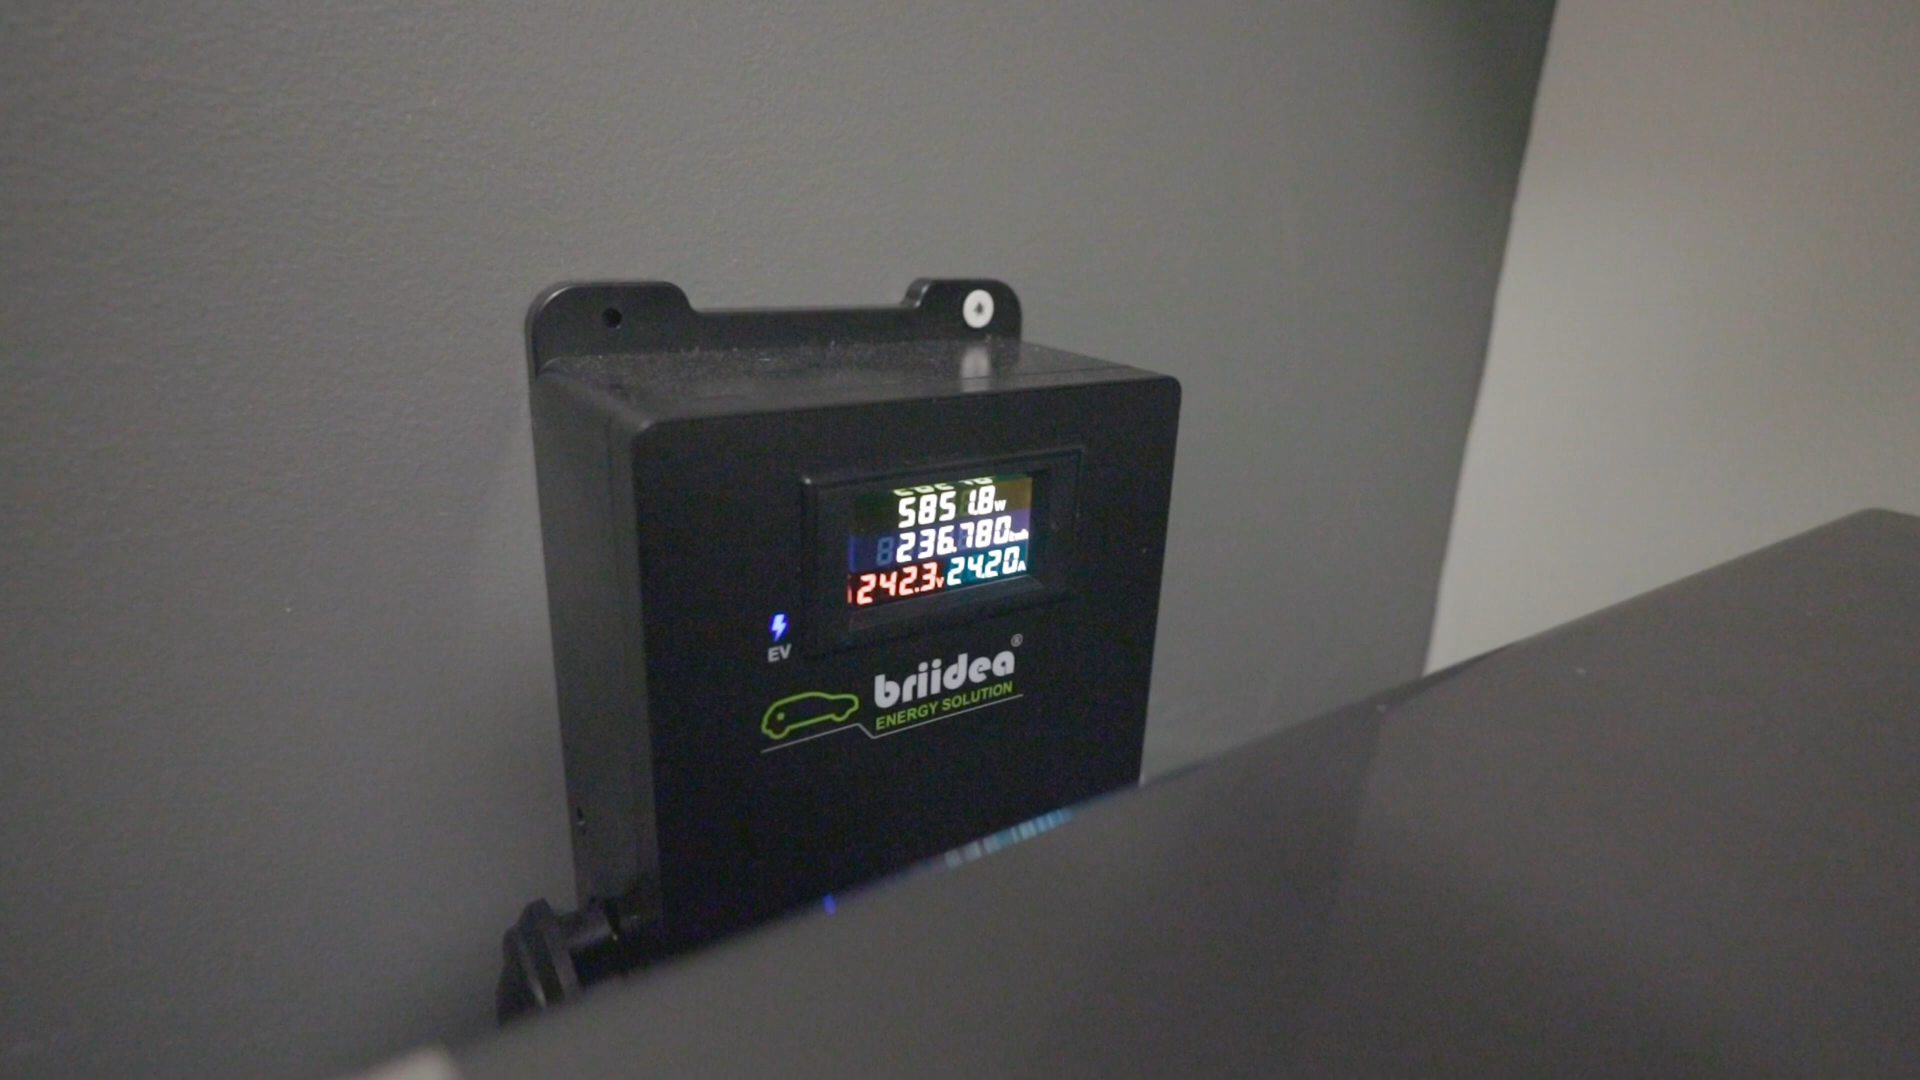 5851.8W
236.780kWh
242.3V 24.20A
EV
briidea®
ENERGY SOLUTION